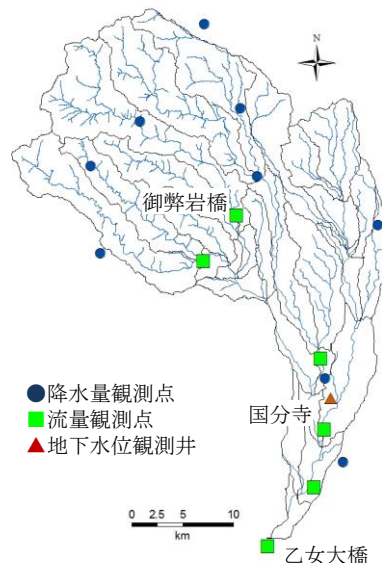 N
御弊岩橋
●降水量観測点
■流量観測点
▲地下水位観測井
国分寺
0 2.5 5 10
km
乙女大橋